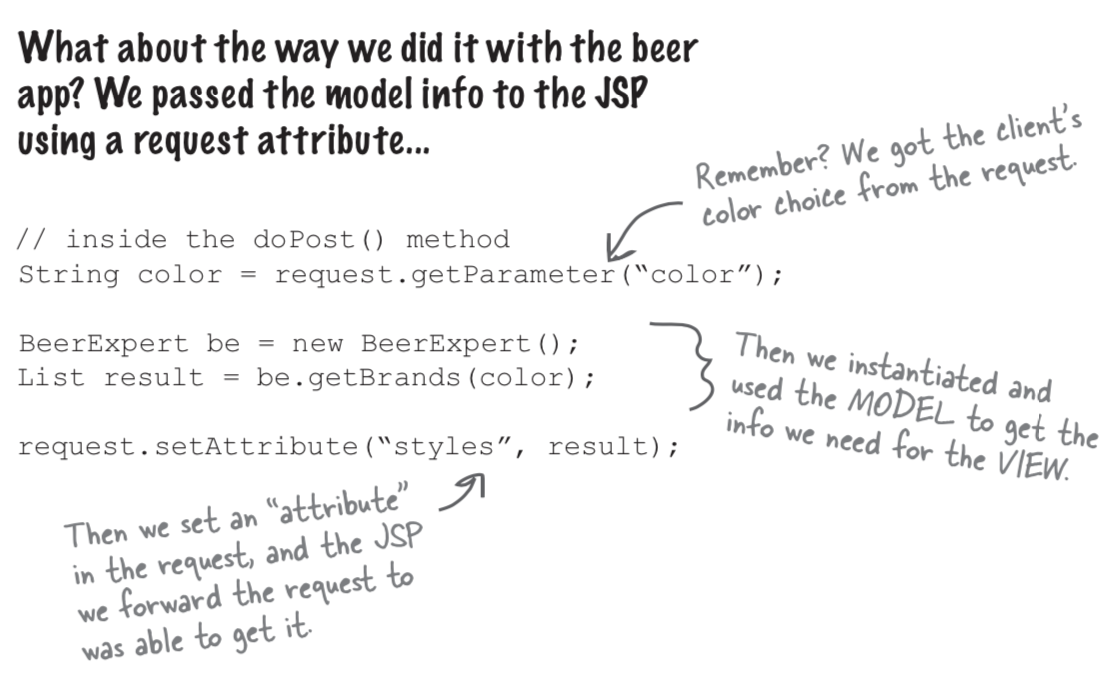 What about the way we did it with the beer
app? We passed the model info to the JSP
using a request attribute...
Remember? We got the client's
color choice from the request.
// inside the doPost() method
String color = request.getParameter(“color”);
BeerExpert be = new BeerExpert();
List result = be.getBrands(color);
Then we instantiated and
used the MODEL to get the
info we need for the VIEW.
request.setAttribute(“styles”, result);
Then we set an “attribute”
in the request, and the JSP
we forward the request to
was able to get it.